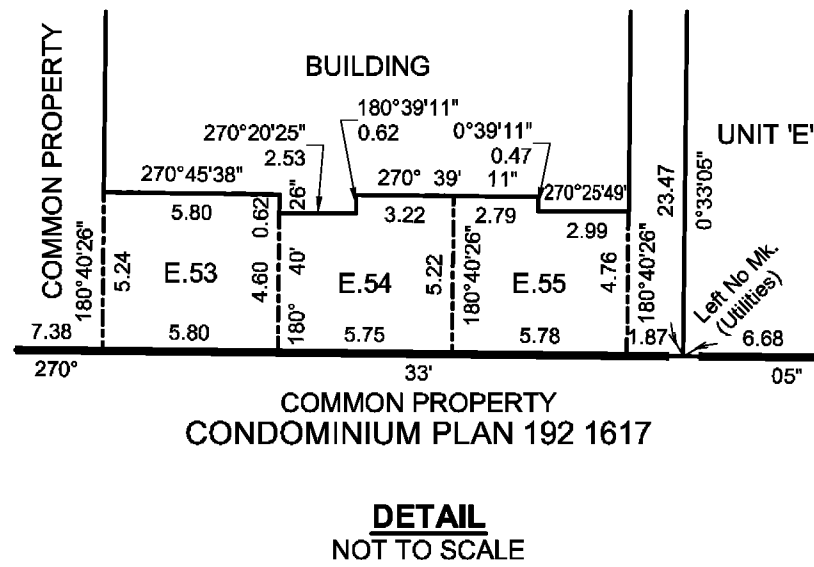 COMMON PROPERTY
BUILDING
180°39'11"
0.62
270°20'25"
2.53
0°39'11"
0.47
UNIT 'E'
270°45'38"
26"
270° 39' 11"
270°25'49"
5.80
0.62
3.22
2.79
2.99
23.47
0°33'05"
180°40'26"
5.24
E.53
4.60
40'
E.54
5.22
180°40'26"
E.55
4.76
180°40'26"
Left No Mk.
(Utilities)
7.38
5.80
180°
5.75
5.78
1.87
6.68
270° 33' 05"
COMMON PROPERTY
CONDOMINIUM PLAN 192 1617
DETAIL
NOT TO SCALE